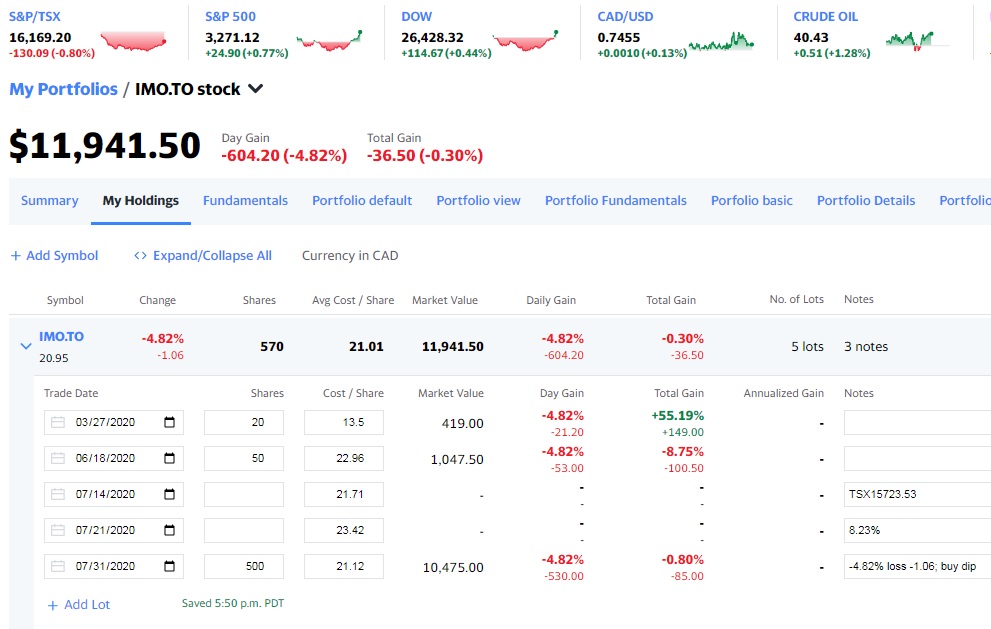 S&P/TSX S&P 500 DOW CAD/USD CRUDE OIL
16,169.20 3,271.12 26,428.32 0.7455 40.43
-130.09 (-0.80%) +24.90 (+0.77%) +114.67 (+0.44%) +0.0010 (+0.13%) +0.51 (+1.28%)
My Portfolios / IMO.TO stock
$11,941.50
Day Gain Total Gain
-604.20 (-4.82%) -36.50 (-0.30%)
Summary My Holdings Fundamentals Portfolio default Portfolio view Portfolio Fundamentals Porfolio basic Portfolio Details Portfolio
+ Add Symbol <> Expand/Collapse All Currency in CAD
Symbol Change Shares Avg Cost / Share Market Value Daily Gain Total Gain No. of Lots Notes
IMO.TO -4.82% 570 21.01 11,941.50 -4.82% -0.30% 5 lots 3 notes
20.95 -1.06 -604.20 -36.50
Trade Date Shares Cost / Share Market Value Day Gain Total Gain Annualized Gain Notes
03/27/2020 20 13.5 419.00 -4.82% +55.19% -
-21.20 +149.00
06/18/2020 50 22.96 1,047.50 -4.82% -8.75% -
-53.00 -100.50
07/14/2020 21.71 - - - - TSX15723.53
- -
07/21/2020 23.42 - - - - 8.23%
- -
07/31/2020 500 21.12 10,475.00 -4.82% -0.80% - -4.82% loss -1.06; buy dip
-530.00 -85.00
+ Add Lot Saved 5:50 p.m. PDT